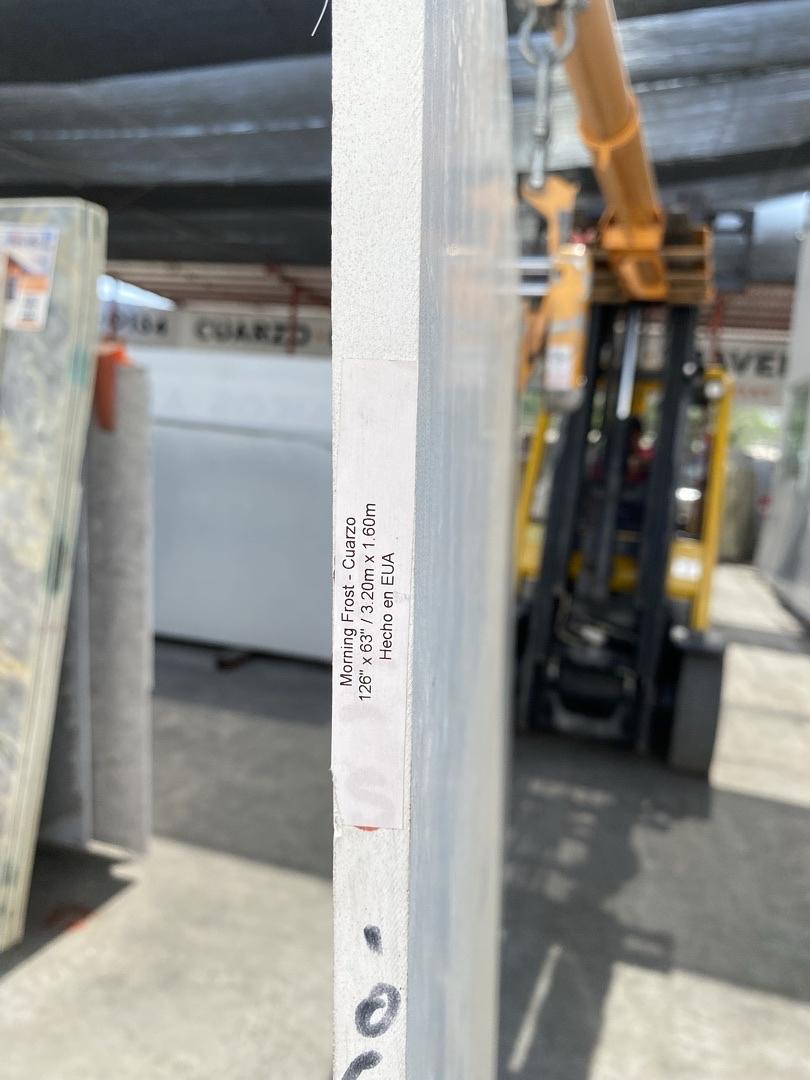 Morning Frost - Cuarzo
126" x 63" / 3.20m x 1.60m
Hecho en EUA
CUARZO